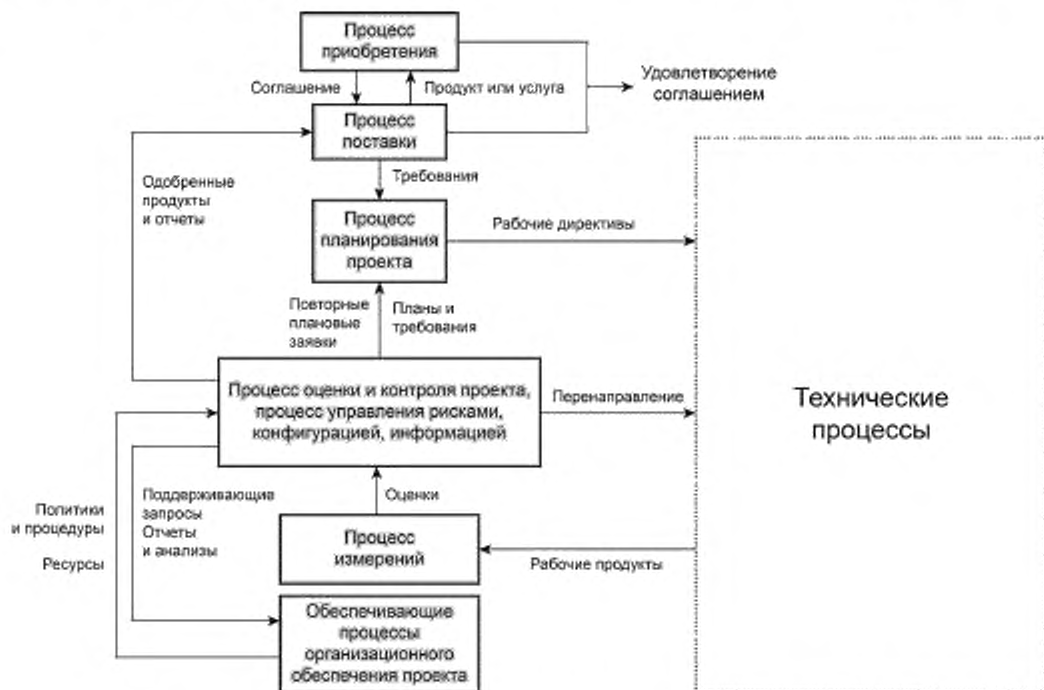 Процесс
приобретения
Соглашение
Продукт или услуга
Удовлетворение
соглашением
Процесс
поставки
Одобренные
продукты
и отчеты
Требования
Процесс
планирования
проекта
Рабочие директивы
Повторные
плановые
заявки
Планы и
требования
Процесс оценки и контроля проекта,
процесс управления рисками,
конфигурацией, информацией
Перенаправление
Технические
процессы
Политики
и процедуры
Ресурсы
Поддерживающие
запросы
Отчеты
и анализы
Оценки
Процесс
измерений
Рабочие продукты
Обеспечивающие
процессы
организационного
обеспечения проекта